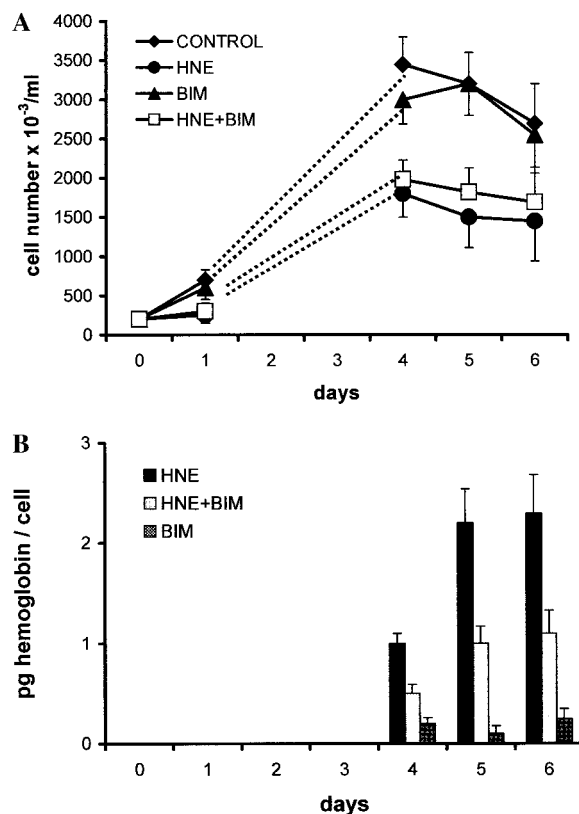 A
CONTROL
HNE
BIM
HNE+BIM
cell number x 10⁻³/ml
4000
3500
3000
2500
2000
1500
1000
500
0
0 1 2 3 4 5 6
days
B
HNE
HNE+BIM
BIM
pg hemoglobin / cell
3
2
1
0
0 1 2 3 4 5 6
days